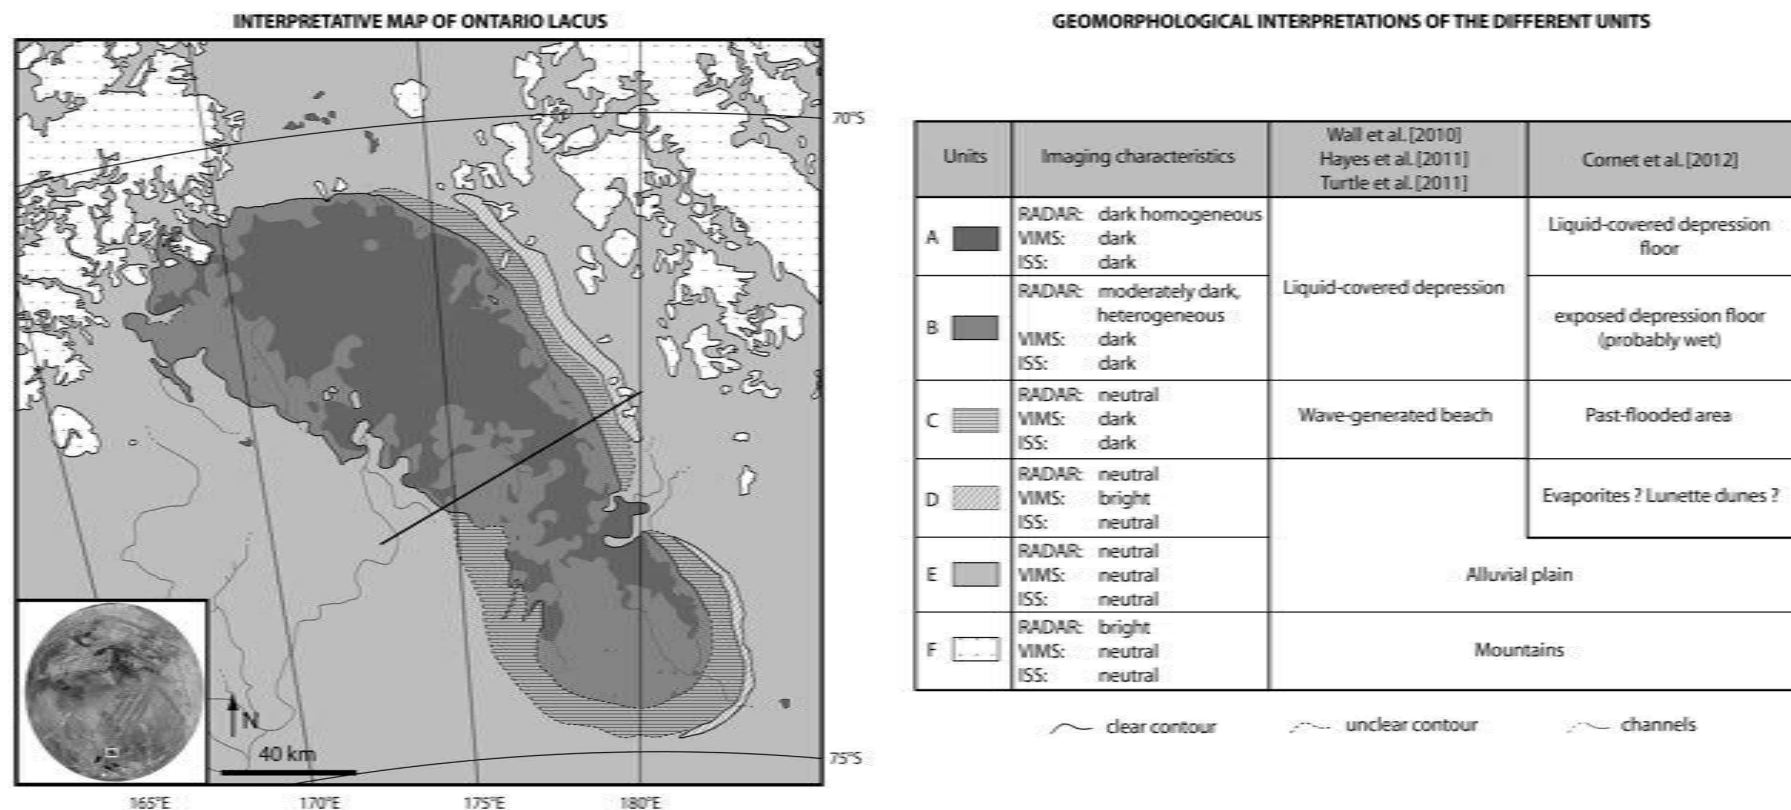 INTERPRETATIVE MAP OF ONTARIO LACUS
70°S
75°S
N
40 km
165°E 170°E 175°E 180°E
GEOMORPHOLOGICAL INTERPRETATIONS OF THE DIFFERENT UNITS
Units
Imaging characteristics
Wall et al. [2010]
Hayes et al. [2011]
Turtle et al. [2011]
Cornet et al. [2012]
A
RADAR: dark homogeneous
VIMS: dark
ISS: dark
Liquid-covered depression
Liquid-covered depression
floor
B
RADAR: moderately dark,
heterogeneous
VIMS: dark
ISS: dark
exposed depression floor
(probably wet)
C
RADAR: neutral
VIMS: dark
ISS: dark
Wave-generated beach
Past-flooded area
D
RADAR: neutral
VIMS: bright
ISS: neutral
Evaporites ? Lunette dunes ?
E
RADAR: neutral
VIMS: neutral
ISS: neutral
Alluvial plain
F
RADAR: bright
VIMS: neutral
ISS: neutral
Mountains
clear contour
unclear contour
channels